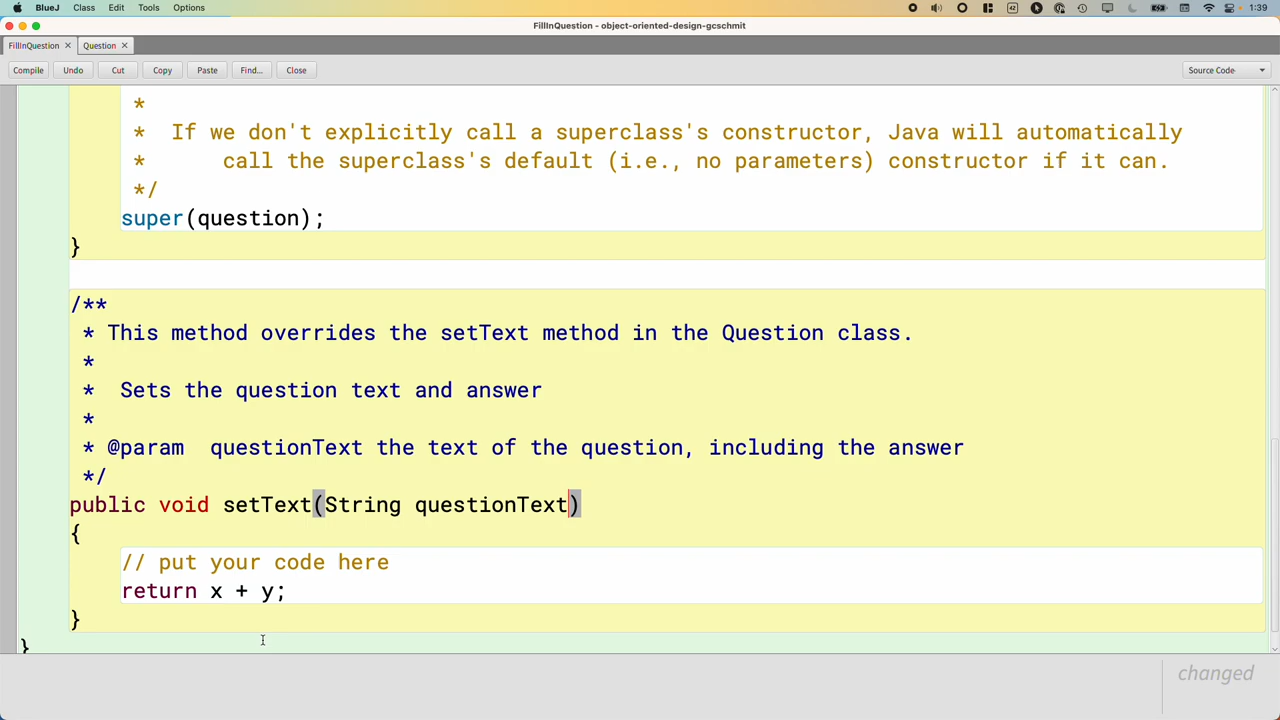 BlueJ Class Edit Tools Options 42 1:39
FillInQuestion - object-oriented-design-gcschmit
FillInQuestion × Question ×
Compile Undo Cut Copy Paste Find... Close Source Code
*
* If we don't explicitly call a superclass's constructor, Java will automatically
* call the superclass's default (i.e., no parameters) constructor if it can.
*/
super(question);
}
/**
* This method overrides the setText method in the Question class.
*
* Sets the question text and answer
*
* @param questionText the text of the question, including the answer
*/
public void setText(String questionText)
{
// put your code here
return x + y;
}
}
changed